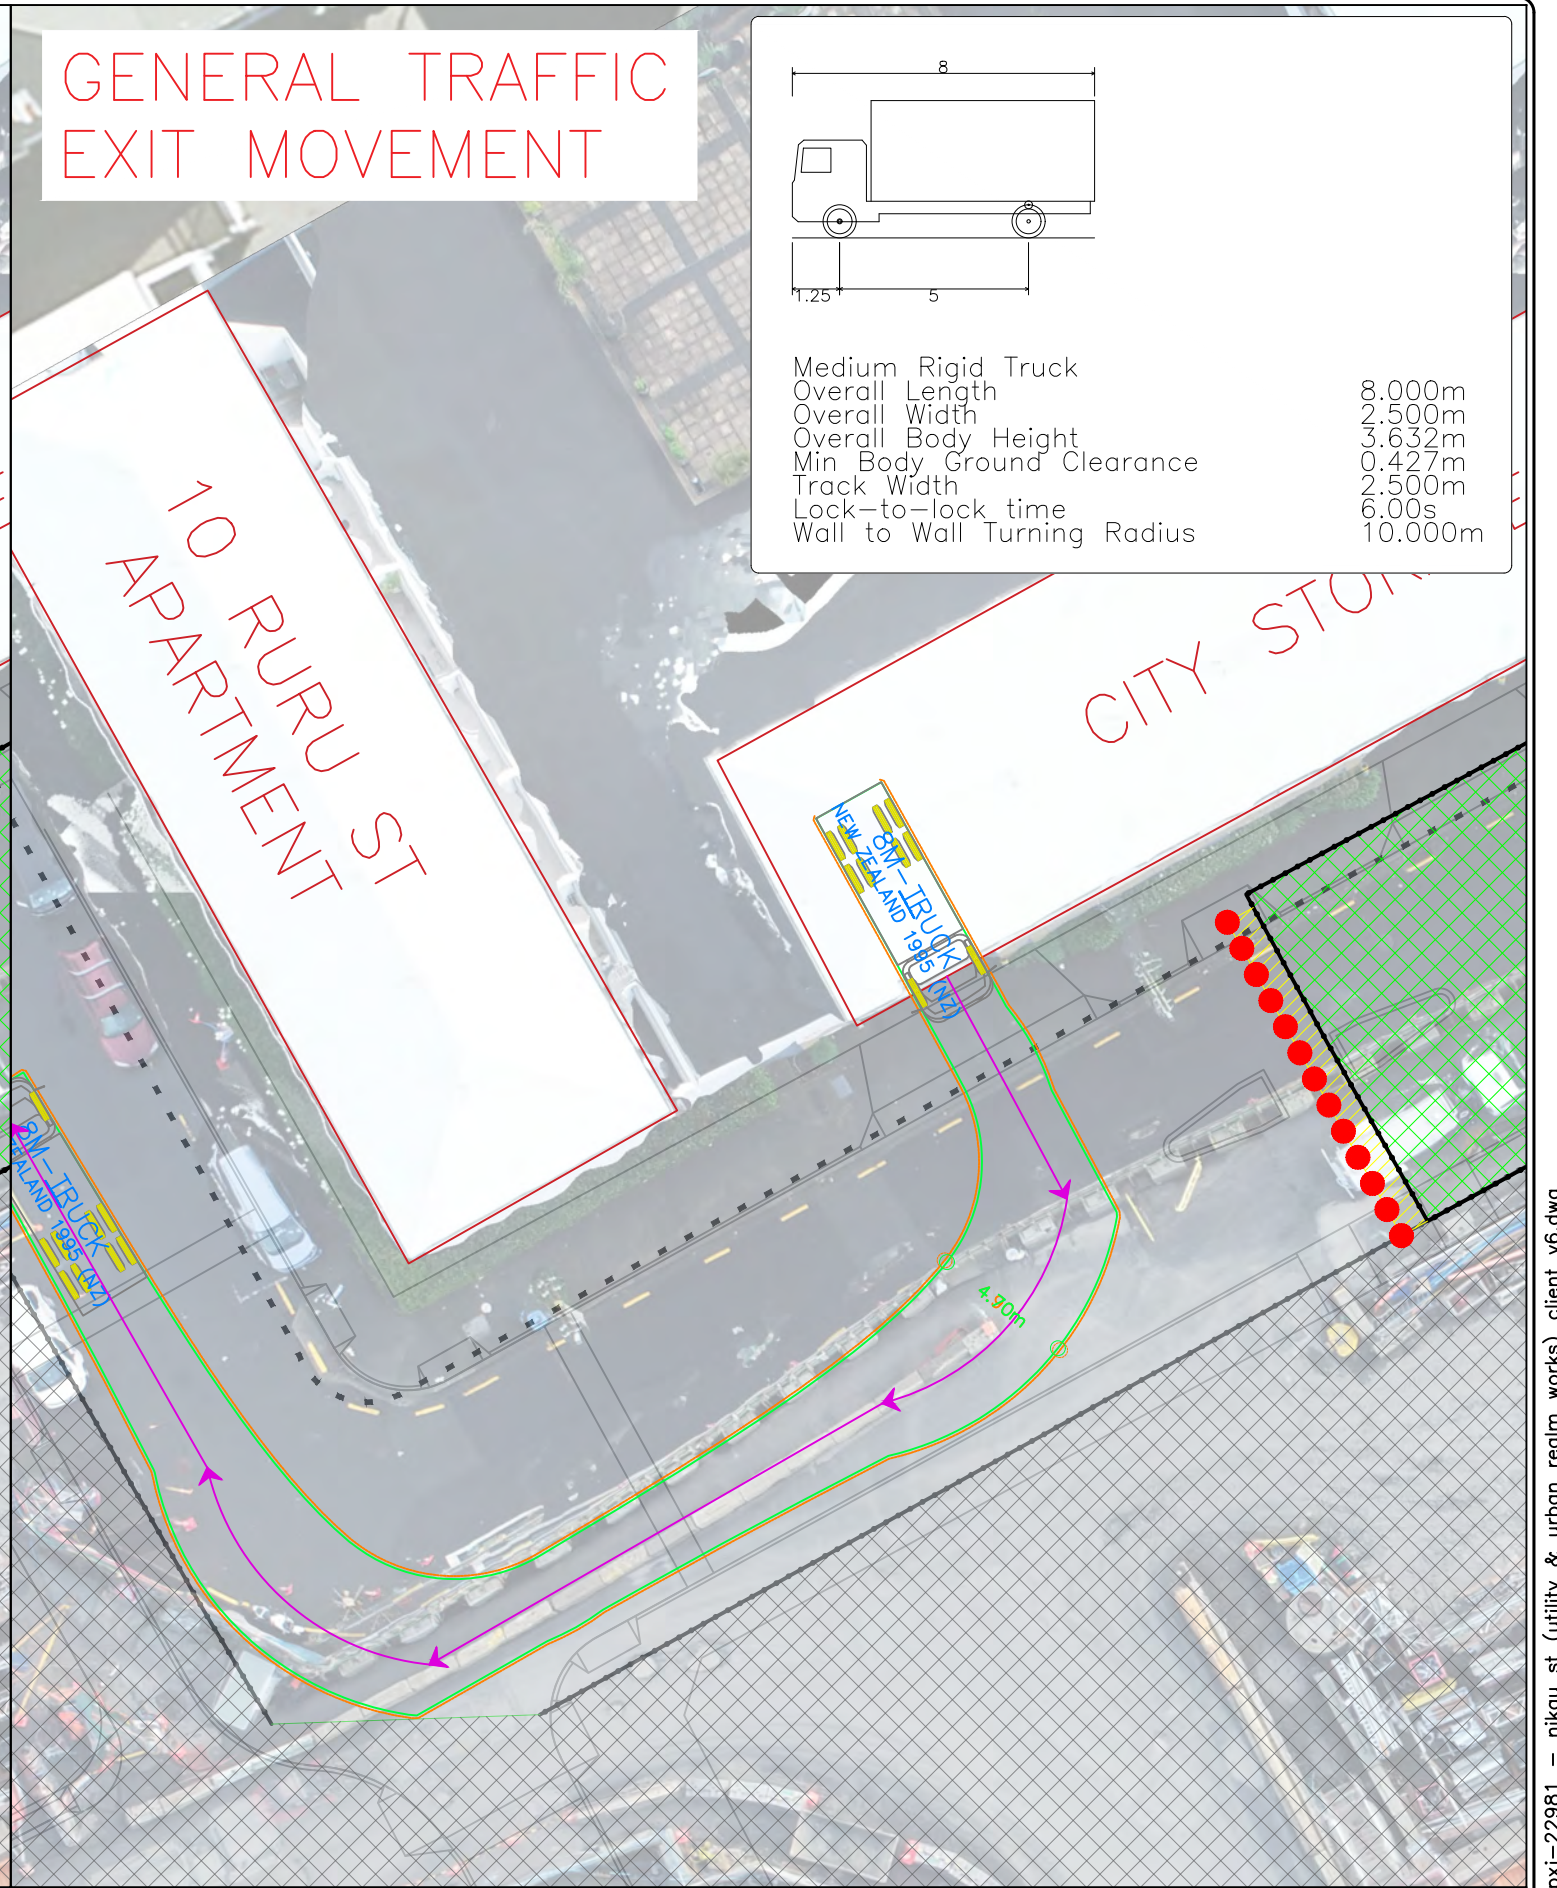 GENERAL TRAFFIC
EXIT MOVEMENT
8
1.25
5
Medium Rigid Truck
Overall Length 8.000m
Overall Width 2.500m
Overall Body Height 3.632m
Min Body Ground Clearance 0.427m
Track Width 2.500m
Lock-to-lock time 6.00s
Wall to Wall Turning Radius 10.000m
10 RURU ST
APARTMENT
CITY
8M-TRUCK
NEW ZEALAND 1995 (NZ)
8M-TRUCK
ZEALAND 1995 (NZ)
nikau st (utility & urban realm works) client v6.dwg